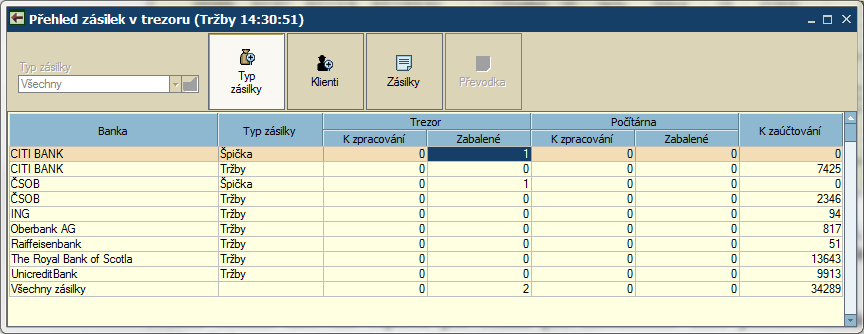 Přehled zásilek v trezoru (Tržby 14:30:51)
Typ zásilky
Všechny
Typ zásilky
Klienti
Zásilky
Převodka
Banka Typ zásilky Trezor Počítárna K zaúčtování
K zpracování Zabalené K zpracování Zabalené
CITI BANK Špička 0 1 0 0 0
CITI BANK Tržby 0 0 0 0 7425
ČSOB Špička 0 1 0 0 0
ČSOB Tržby 0 0 0 0 2346
ING Tržby 0 0 0 0 94
Oberbank AG Tržby 0 0 0 0 817
Raiffeisenbank Tržby 0 0 0 0 51
The Royal Bank of Scotla Tržby 0 0 0 0 13643
UnicreditBank Tržby 0 0 0 0 9913
Všechny zásilky 0 2 0 0 34289